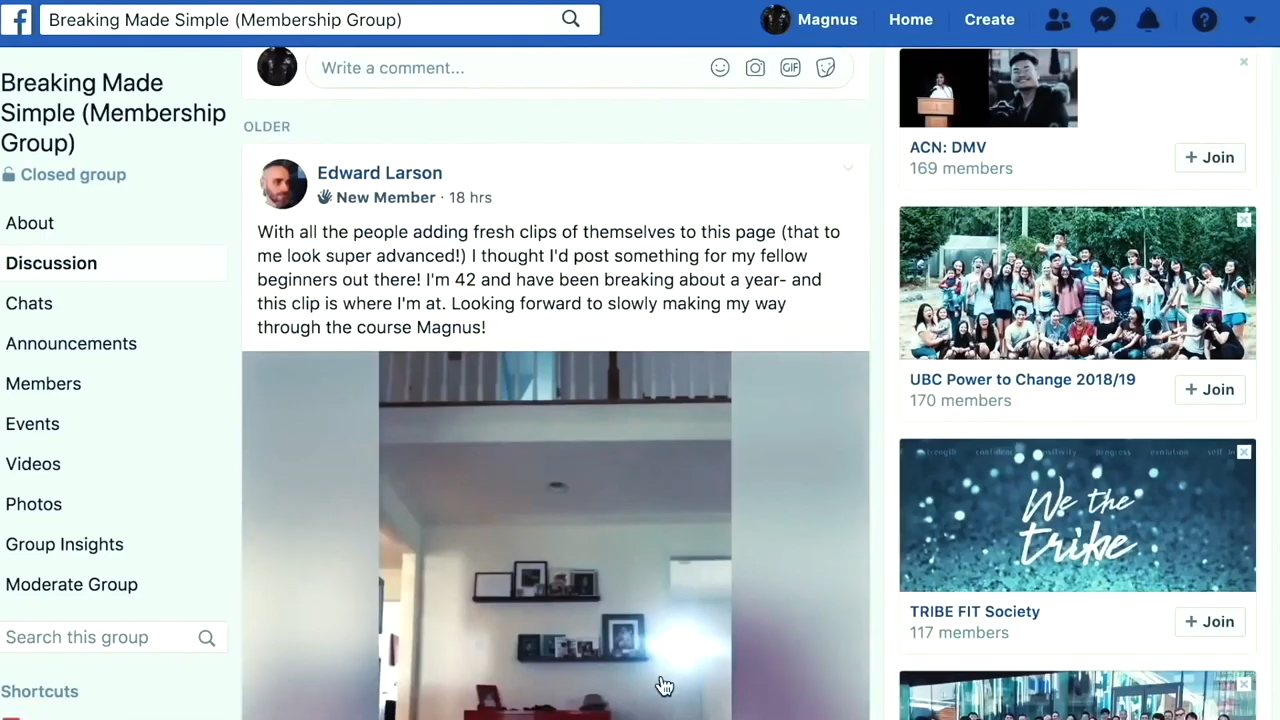 Breaking Made Simple (Membership Group)
Magnus
Home
Create
Breaking Made
Simple (Membership
Group)
Closed group
About
Discussion
Chats
Announcements
Members
Events
Videos
Photos
Group Insights
Moderate Group
Search this group
Shortcuts
Write a comment...
GIF
OLDER
Edward Larson
New Member · 18 hrs
With all the people adding fresh clips of themselves to this page (that to
me look super advanced!) I thought I'd post something for my fellow
beginners out there! I'm 42 and have been breaking about a year- and
this clip is where I'm at. Looking forward to slowly making my way
through the course Magnus!
ACN: DMV
169 members
+ Join
UBC Power to Change 2018/19
170 members
+ Join
strength confidence positivity progress evolution self
We the
tribe
TRIBE FIT Society
117 members
+ Join